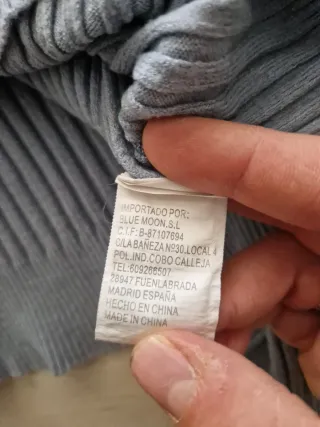 IMPORTADO POR:
BLUE MOON.S.L
C.I.F:B-87107694
C/LA BAÑEZA Nº30,LOCAL 4
POL.IND.COBO CALLEJA
TEL:609266507
28947 FUENLABRADA
MADRID ESPAÑA
HECHO EN CHINA
MADE IN CHINA